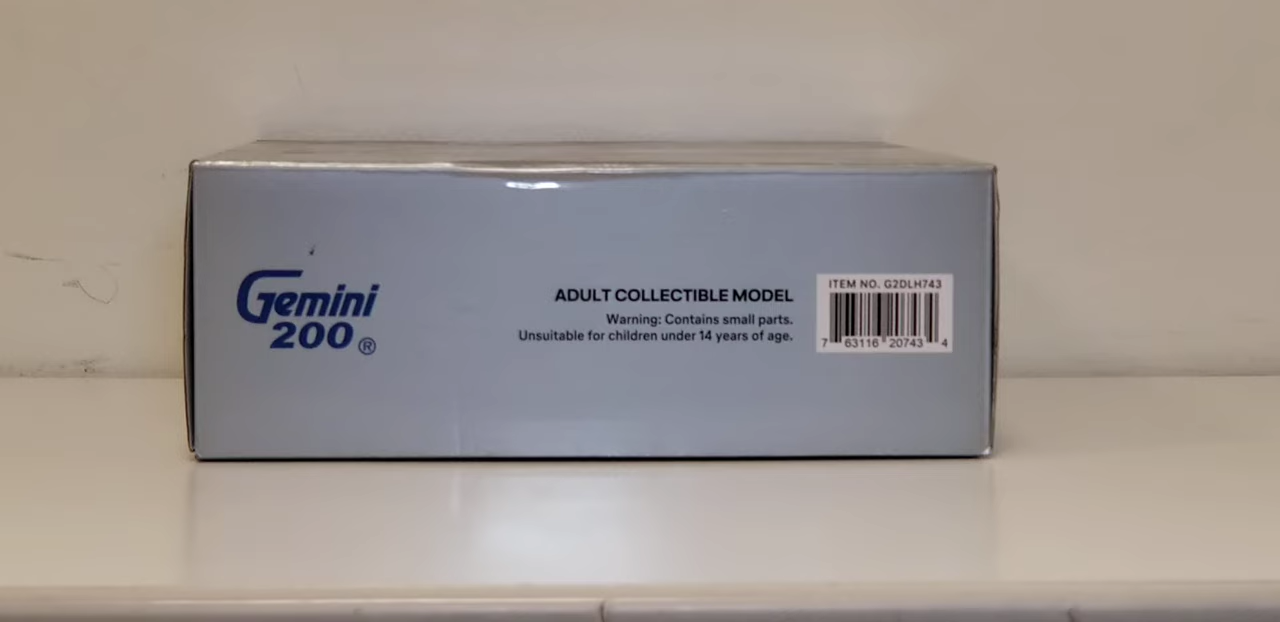 Gemini
200®
ADULT COLLECTIBLE MODEL
Warning: Contains small parts.
Unsuitable for children under 14 years of age.
ITEM NO. G2DLH743
7 63116 20743 4